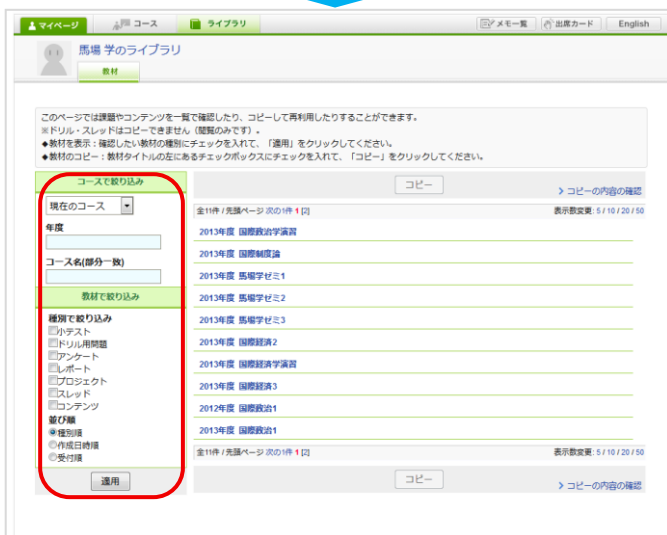 マイページ コース ライブラリ メモ一覧 出席カード English
馬場 学のライブラリ
教材
このページでは課題やコンテンツを一覧で確認したり、コピーして再利用したりすることができます。
※ドリル・スレッドはコピーできません（閲覧のみです）。
◆教材を表示：確認したい教材の種別にチェックを入れて、「適用」をクリックしてください。
◆教材のコピー：教材タイトルの左にあるチェックボックスにチェックを入れて、「コピー」をクリックしてください。
コースで絞り込み
現在のコース
年度
コース名(部分一致)
教材で絞り込み
種別で絞り込み
小テスト
ドリル用問題
アンケート
レポート
プロジェクト
スレッド
コンテンツ
並び順
種別順
作成日時順
受付順
適用
コピー
コピーの内容の確認
全11件 / 先頭ページ 次の1件 1 [2] 表示数変更: 5 / 10 / 20 / 50
2013年度 国際政治学演習
2013年度 国際制度論
2013年度 馬場学ゼミ1
2013年度 馬場学ゼミ2
2013年度 馬場学ゼミ3
2013年度 国際経済2
2013年度 国際経済学演習
2013年度 国際経済3
2012年度 国際政治1
2013年度 国際政治1
全11件 / 先頭ページ 次の1件 1 [2] 表示数変更: 5 / 10 / 20 / 50
コピー
コピーの内容の確認